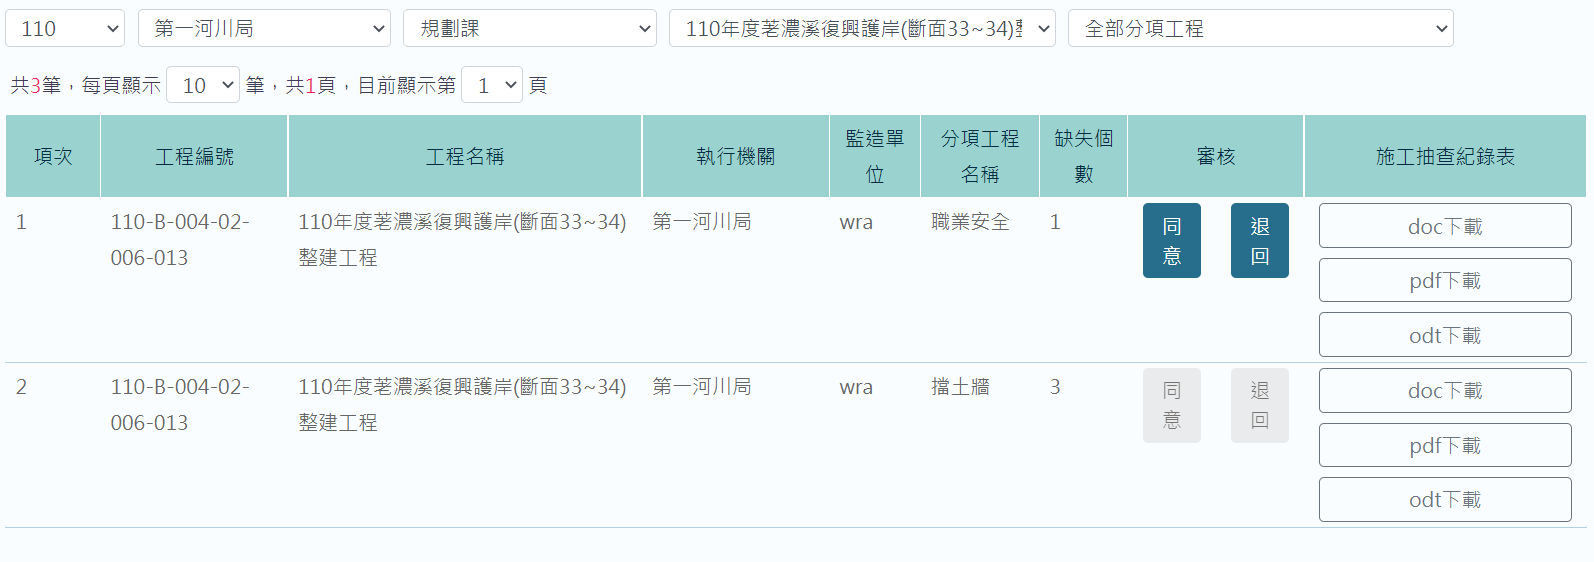 110 第一河川局 規劃課 110年度荖濃溪復興護岸(斷面33~34) 全部分項工程
共3筆，每頁顯示 10 筆，共1頁，目前顯示第 1 頁
項次 工程編號 工程名稱 執行機關 監造單位 分項工程名稱 缺失個數 審核 施工抽查紀錄表
1 110-B-004-02-006-013 110年度荖濃溪復興護岸(斷面33~34)整建工程 第一河川局 wra 職業安全 1 同意 退回 doc下載
pdf下載
odt下載
2 110-B-004-02-006-013 110年度荖濃溪復興護岸(斷面33~34)整建工程 第一河川局 wra 擋土牆 3 同意 退回 doc下載
pdf下載
odt下載